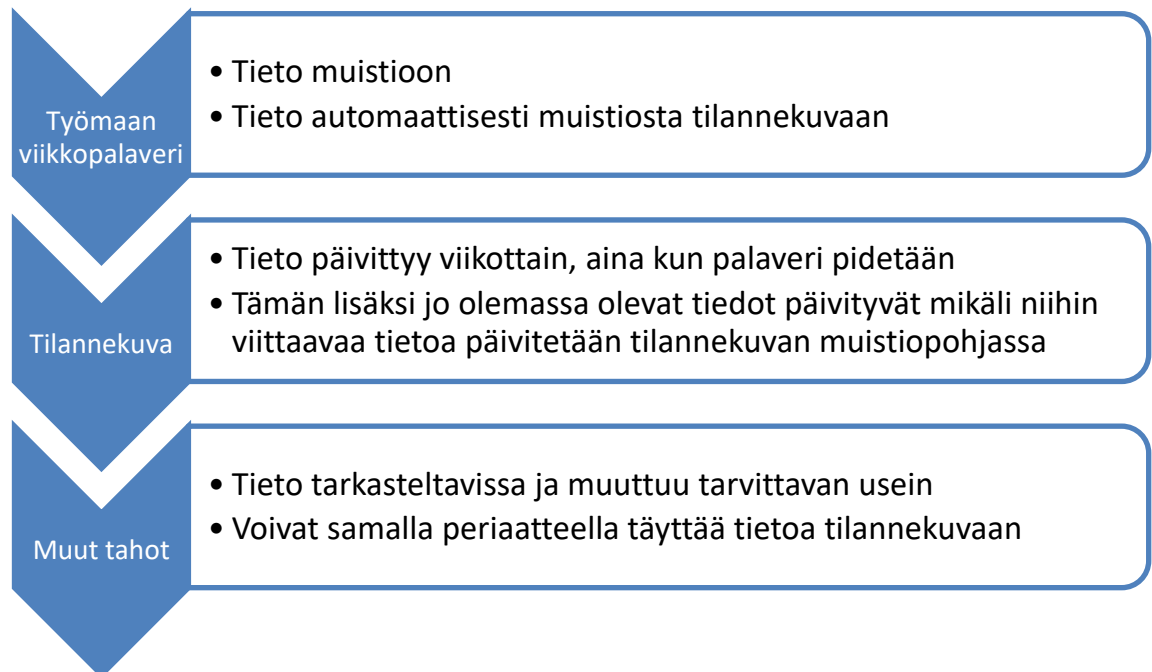 Työmaan
viikkopalaveri
• Tieto muistioon
• Tieto automaattisesti muistiosta tilannekuvaan
Tilannekuva
• Tieto päivittyy viikottain, aina kun palaveri pidetään
• Tämän lisäksi jo olemassa olevat tiedot päivityvät mikäli niihin
viittaavaa tietoa päivitetään tilannekuvan muistiopohjassa
Muut tahot
• Tieto tarkasteltavissa ja muuttuu tarvittavan usein
• Voivat samalla periaatteella täyttää tietoa tilannekuvaan